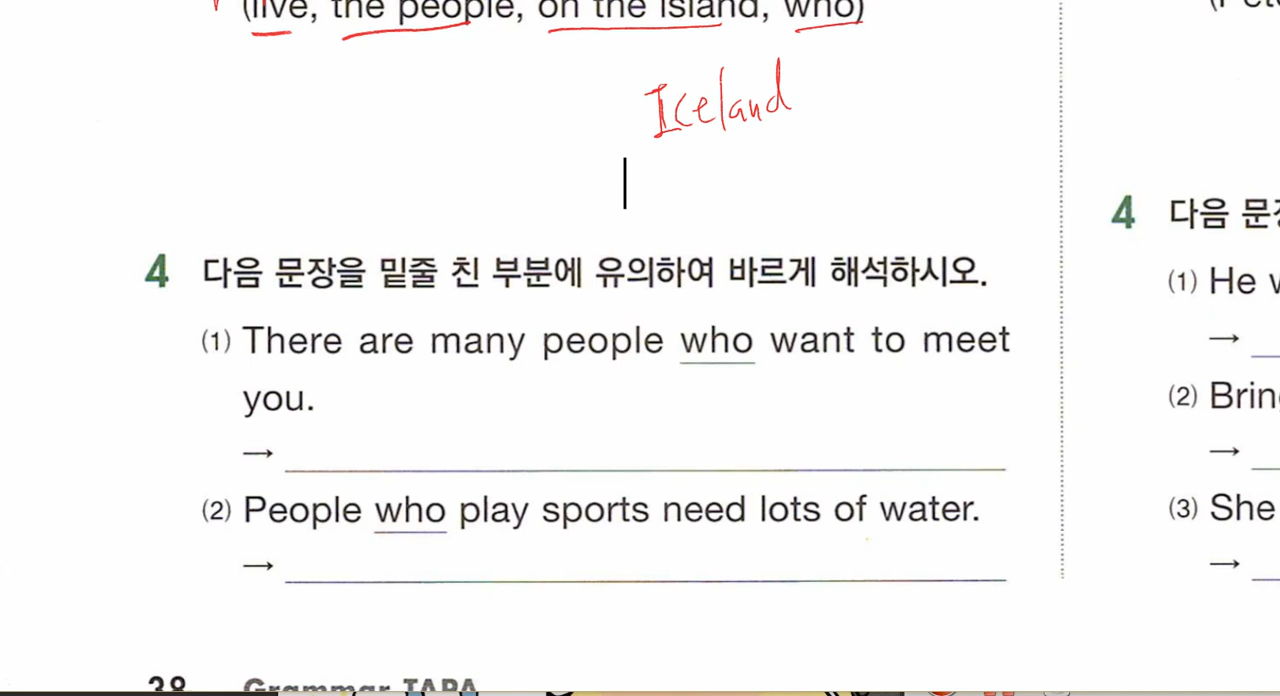 (live, the people, on the island, who)
Iceland
4 다음 문장을 밑줄 친 부분에 유의하여 바르게 해석하시오.
(1) There are many people who want to meet
you.
→
(2) People who play sports need lots of water.
→
38 Grammar TAPA
4 다음
(1) He
→
(2)
→
(3) She
→